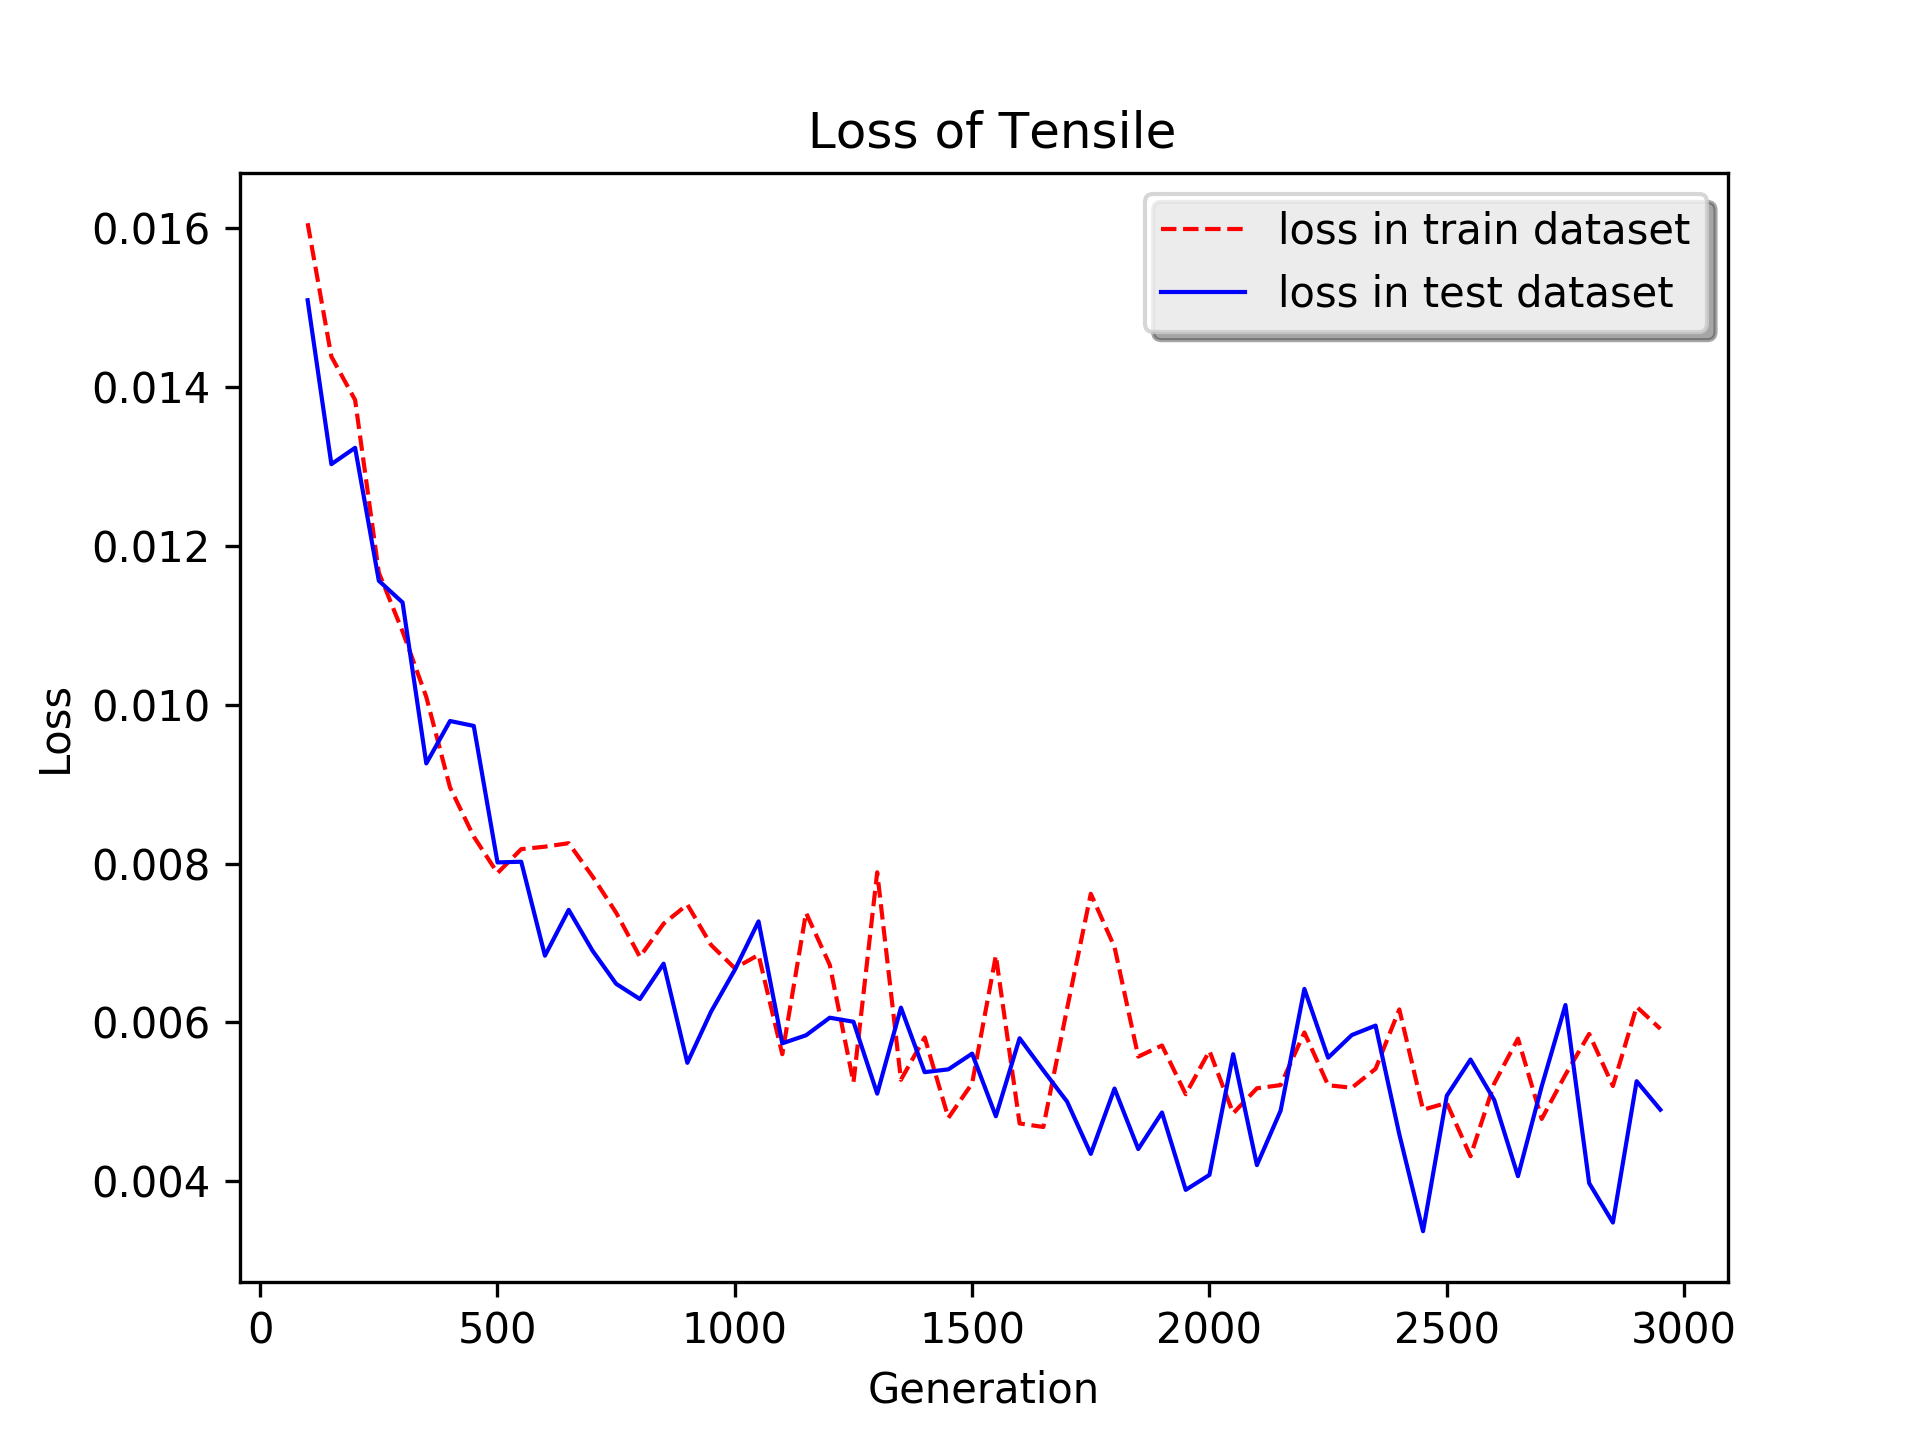 Loss of Tensile
loss in train dataset
loss in test dataset
0.016
0.014
0.012
0.010
0.008
0.006
0.004
Loss
0 500 1000 1500 2000 2500 3000
Generation